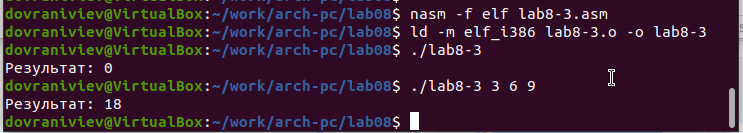 dovraniviev@VirtualBox:~/work/arch-pc/lab08$ nasm -f elf lab8-3.asm
dovraniviev@VirtualBox:~/work/arch-pc/lab08$ ld -m elf_i386 lab8-3.o -o lab8-3
dovraniviev@VirtualBox:~/work/arch-pc/lab08$ ./lab8-3
Результат: 0
dovraniviev@VirtualBox:~/work/arch-pc/lab08$ ./lab8-3 3 6 9
Результат: 18
dovraniviev@VirtualBox:~/work/arch-pc/lab08$